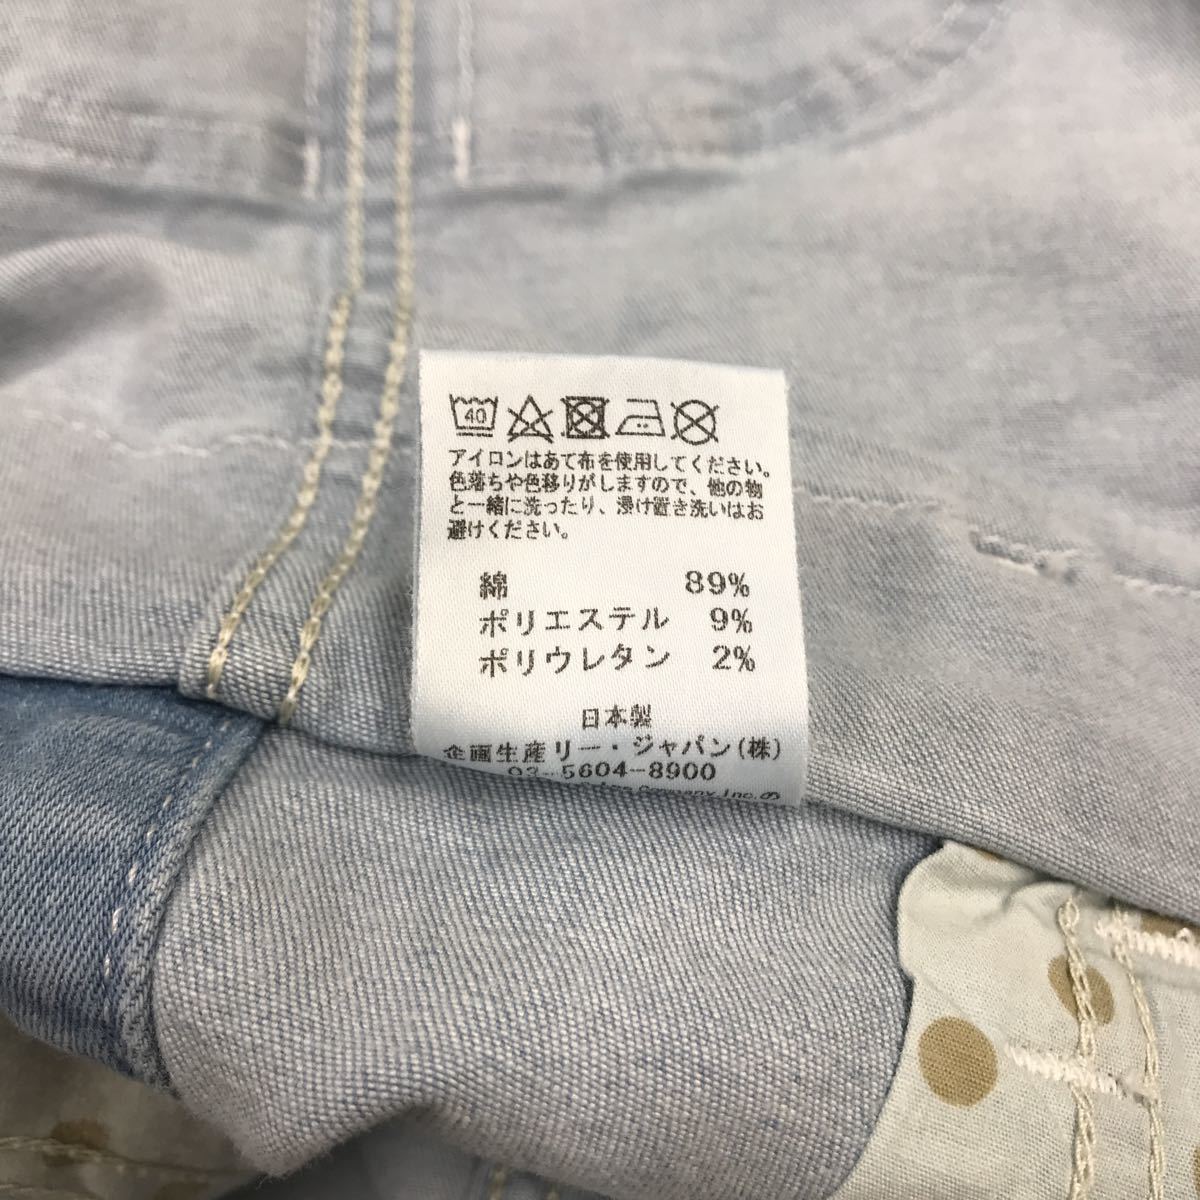 40
アイロンはあて布を使用してください。
色落ちや色移りがしますので、他の物
と一緒に洗ったり、浸け置き洗いはお
避けください。
綿 89%
ポリエステル 9%
ポリウレタン 2%
日本製
企画生産リー・ジャパン(株)
03-5604-8900
Company, Inc.の